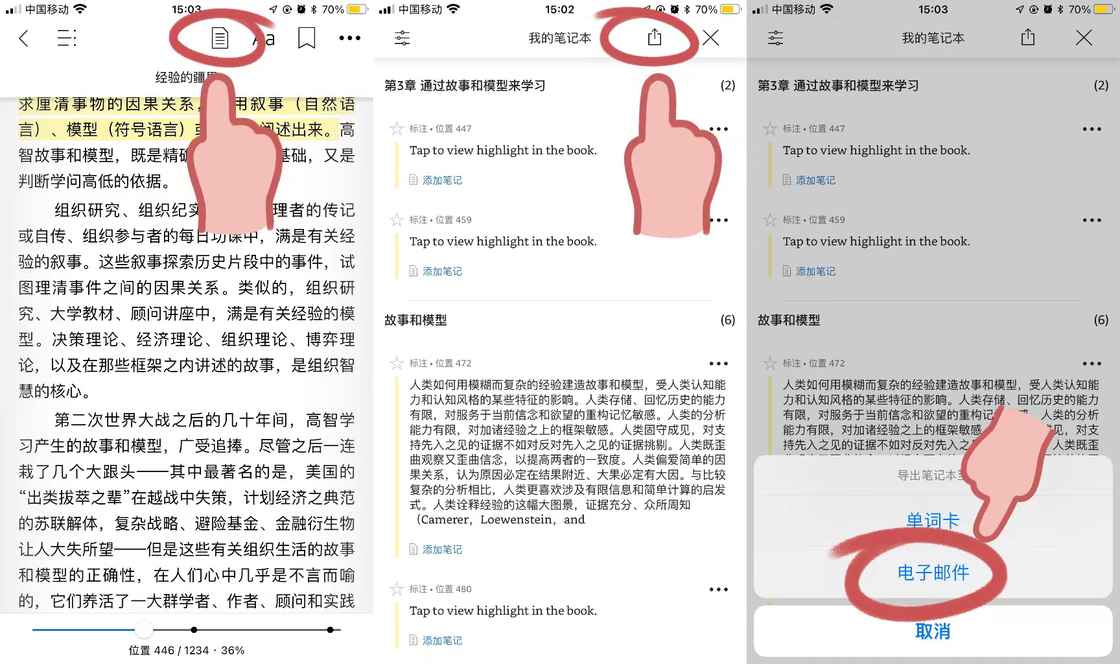 中国移动 15:03 70%
Aa
经验的疆界
求厘清事物的因果关系，用叙事（自然语
言）、模型（符号语言）阐述出来。高
智故事和模型，既是精确基础，又是
判断学问高低的依据。
组织研究、组织纪实理者的传记
或自传、组织参与者的每日功课中，满是有关经
验的叙事。这些叙事探索历史片段中的事件，试
图理清事件之间的因果关系。类似的，组织研
究、大学教材、顾问讲座中，满是有关经验的模
型。决策理论、经济理论、组织理论、博弈理
论，以及在那些框架之内讲述的故事，是组织智
慧的核心。
第二次世界大战之后的几十年间，高智学
习产生的故事和模型，广受追捧。尽管之后一连
栽了几个大跟头——其中最著名的是，美国的
“出类拔萃之辈”在越战中失策，计划经济之典范
的苏联解体，复杂战略、避险基金、金融衍生物
让人大失所望——但是这些有关组织生活的故事
和模型的正确性，在人们心中几乎是不言而喻
的，它们养活了一大群学者、作者、顾问和实践
位置 446 / 1234 · 36%
中国移动 15:02 70%
我的笔记本
第3章 通过故事和模型来学习 (2)
标注 • 位置 447
Tap to view highlight in the book.
添加笔记
标注 • 位置 459
Tap to view highlight in the book.
添加笔记
故事和模型 (6)
标注 • 位置 472
人类如何用模糊而复杂的经验建造故事和模型，受人类认知能
力和认知风格的某些特征的影响。人类存储、回忆历史的能力
有限，对服务于当前信念和欲望的重构记忆敏感。人类的分析
能力有限，对加诸经验之上的框架敏感。人类固守成见，对支
持先入之见的证据不如对反对先入之见的证据挑剔。人类既歪
曲观察又歪曲信念，以提高两者的一致度。人类偏爱简单的因
果关系，认为原因必定在结果附近、大果必定有大因。与比较
复杂的分析相比，人类更喜欢涉及有限信息和简单计算的启发
式。人类诠释经验的这幅大图景，证据充分、众所周知
（Camerer，Loewenstein，and
添加笔记
标注 • 位置 480
Tap to view highlight in the book.
添加笔记
中国移动 15:03 70%
我的笔记本
第3章 通过故事和模型来学习 (2)
标注 • 位置 447
Tap to view highlight in the book.
添加笔记
标注 • 位置 459
Tap to view highlight in the book.
添加笔记
故事和模型 (6)
标注 • 位置 472
人类如何用模糊而复杂的经验建造故事和模型，受人类认知能
力和认知风格的某些特征的影响。人类存储、回忆历史的能力
有限，对服务于当前信念和欲望的重构记忆
能力有限，对加诸经验之上的框架敏感 成见，对支
持先入之见的证据不如对反对先入之见的证 人类既歪
导出笔记本至
单词卡
电子邮件
取消